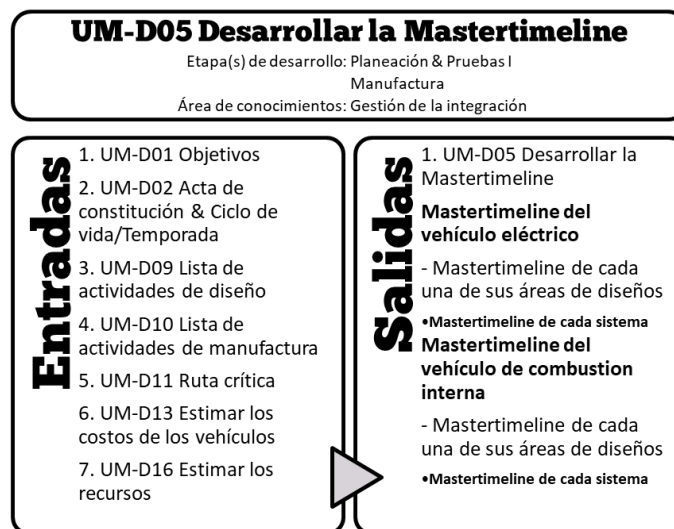 UM-D05 Desarrollar la Mastertimeline
Etapa(s) de desarrollo: Planeación & Pruebas I
Manufactura
Área de conocimientos: Gestión de la integración
Entradas
1. UM-D01 Objetivos
2. UM-D02 Acta de
constitución & Ciclo de
vida/Temporada
3. UM-D09 Lista de
actividades de diseño
4. UM-D10 Lista de
actividades de manufactura
5. UM-D11 Ruta crítica
6. UM-D13 Estimar los
costos de los vehículos
7. UM-D16 Estimar los
recursos
Salidas
1. UM-D05 Desarrollar la
Mastertimeline
Mastertimeline del
vehículo eléctrico
- Mastertimeline de cada
una de sus áreas de diseños
•Mastertimeline de cada sistema
Mastertimeline del
vehículo de combustion
interna
- Mastertimeline de cada
una de sus áreas de diseños
•Mastertimeline de cada sistema